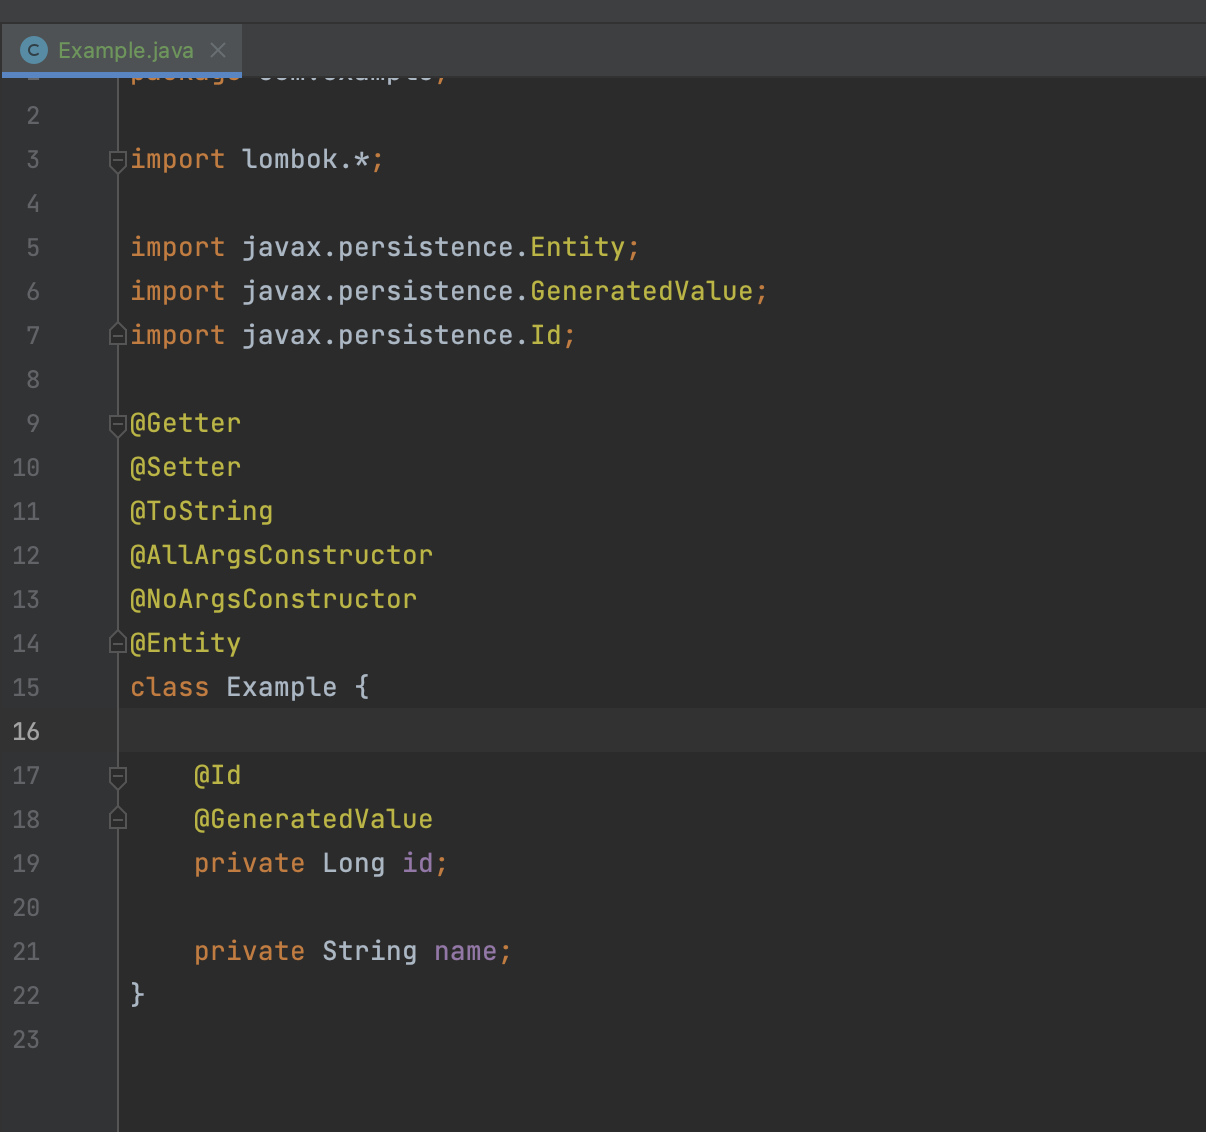 C Example.java
2
3 import lombok.*;
4
5 import javax.persistence.Entity;
6 import javax.persistence.GeneratedValue;
7 import javax.persistence.Id;
8
9 @Getter
10 @Setter
11 @ToString
12 @AllArgsConstructor
13 @NoArgsConstructor
14 @Entity
15 class Example {
16
17 @Id
18 @GeneratedValue
19 private Long id;
20
21 private String name;
22 }
23